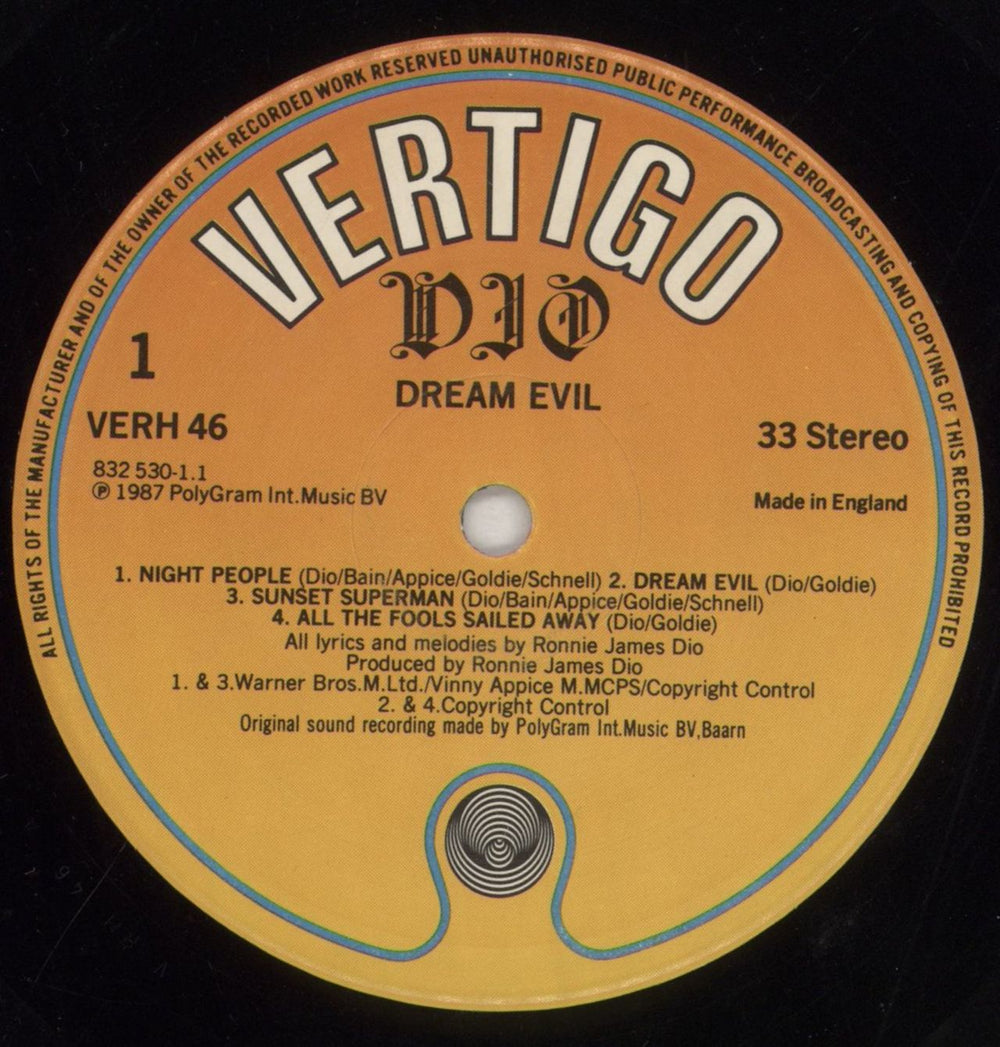 ALL RIGHTS OF THE MANUFACTURER AND OF THE OWNER OF THE RECORDED WORK RESERVED UNAUTHORISED PUBLIC PERFORMANCE BROADCASTING AND COPYING OF THIS RECORD PROHIBITED
VERTIGO
DIO
DREAM EVIL
1
VERH 46
33 Stereo
832 530-1.1
℗ 1987 PolyGram Int.Music BV
Made in England
1. NIGHT PEOPLE (Dio/Bain/Appice/Goldie/Schnell) 2. DREAM EVIL (Dio/Goldie)
3. SUNSET SUPERMAN (Dio/Bain/Appice/Goldie/Schnell)
4. ALL THE FOOLS SAILED AWAY (Dio/Goldie)
All lyrics and melodies by Ronnie James Dio
Produced by Ronnie James Dio
1. & 3.Warner Bros.M.Ltd./Vinny Appice M.MCPS/Copyright Control
2. & 4.Copyright Control
Original sound recording made by PolyGram Int.Music BV,Baarn